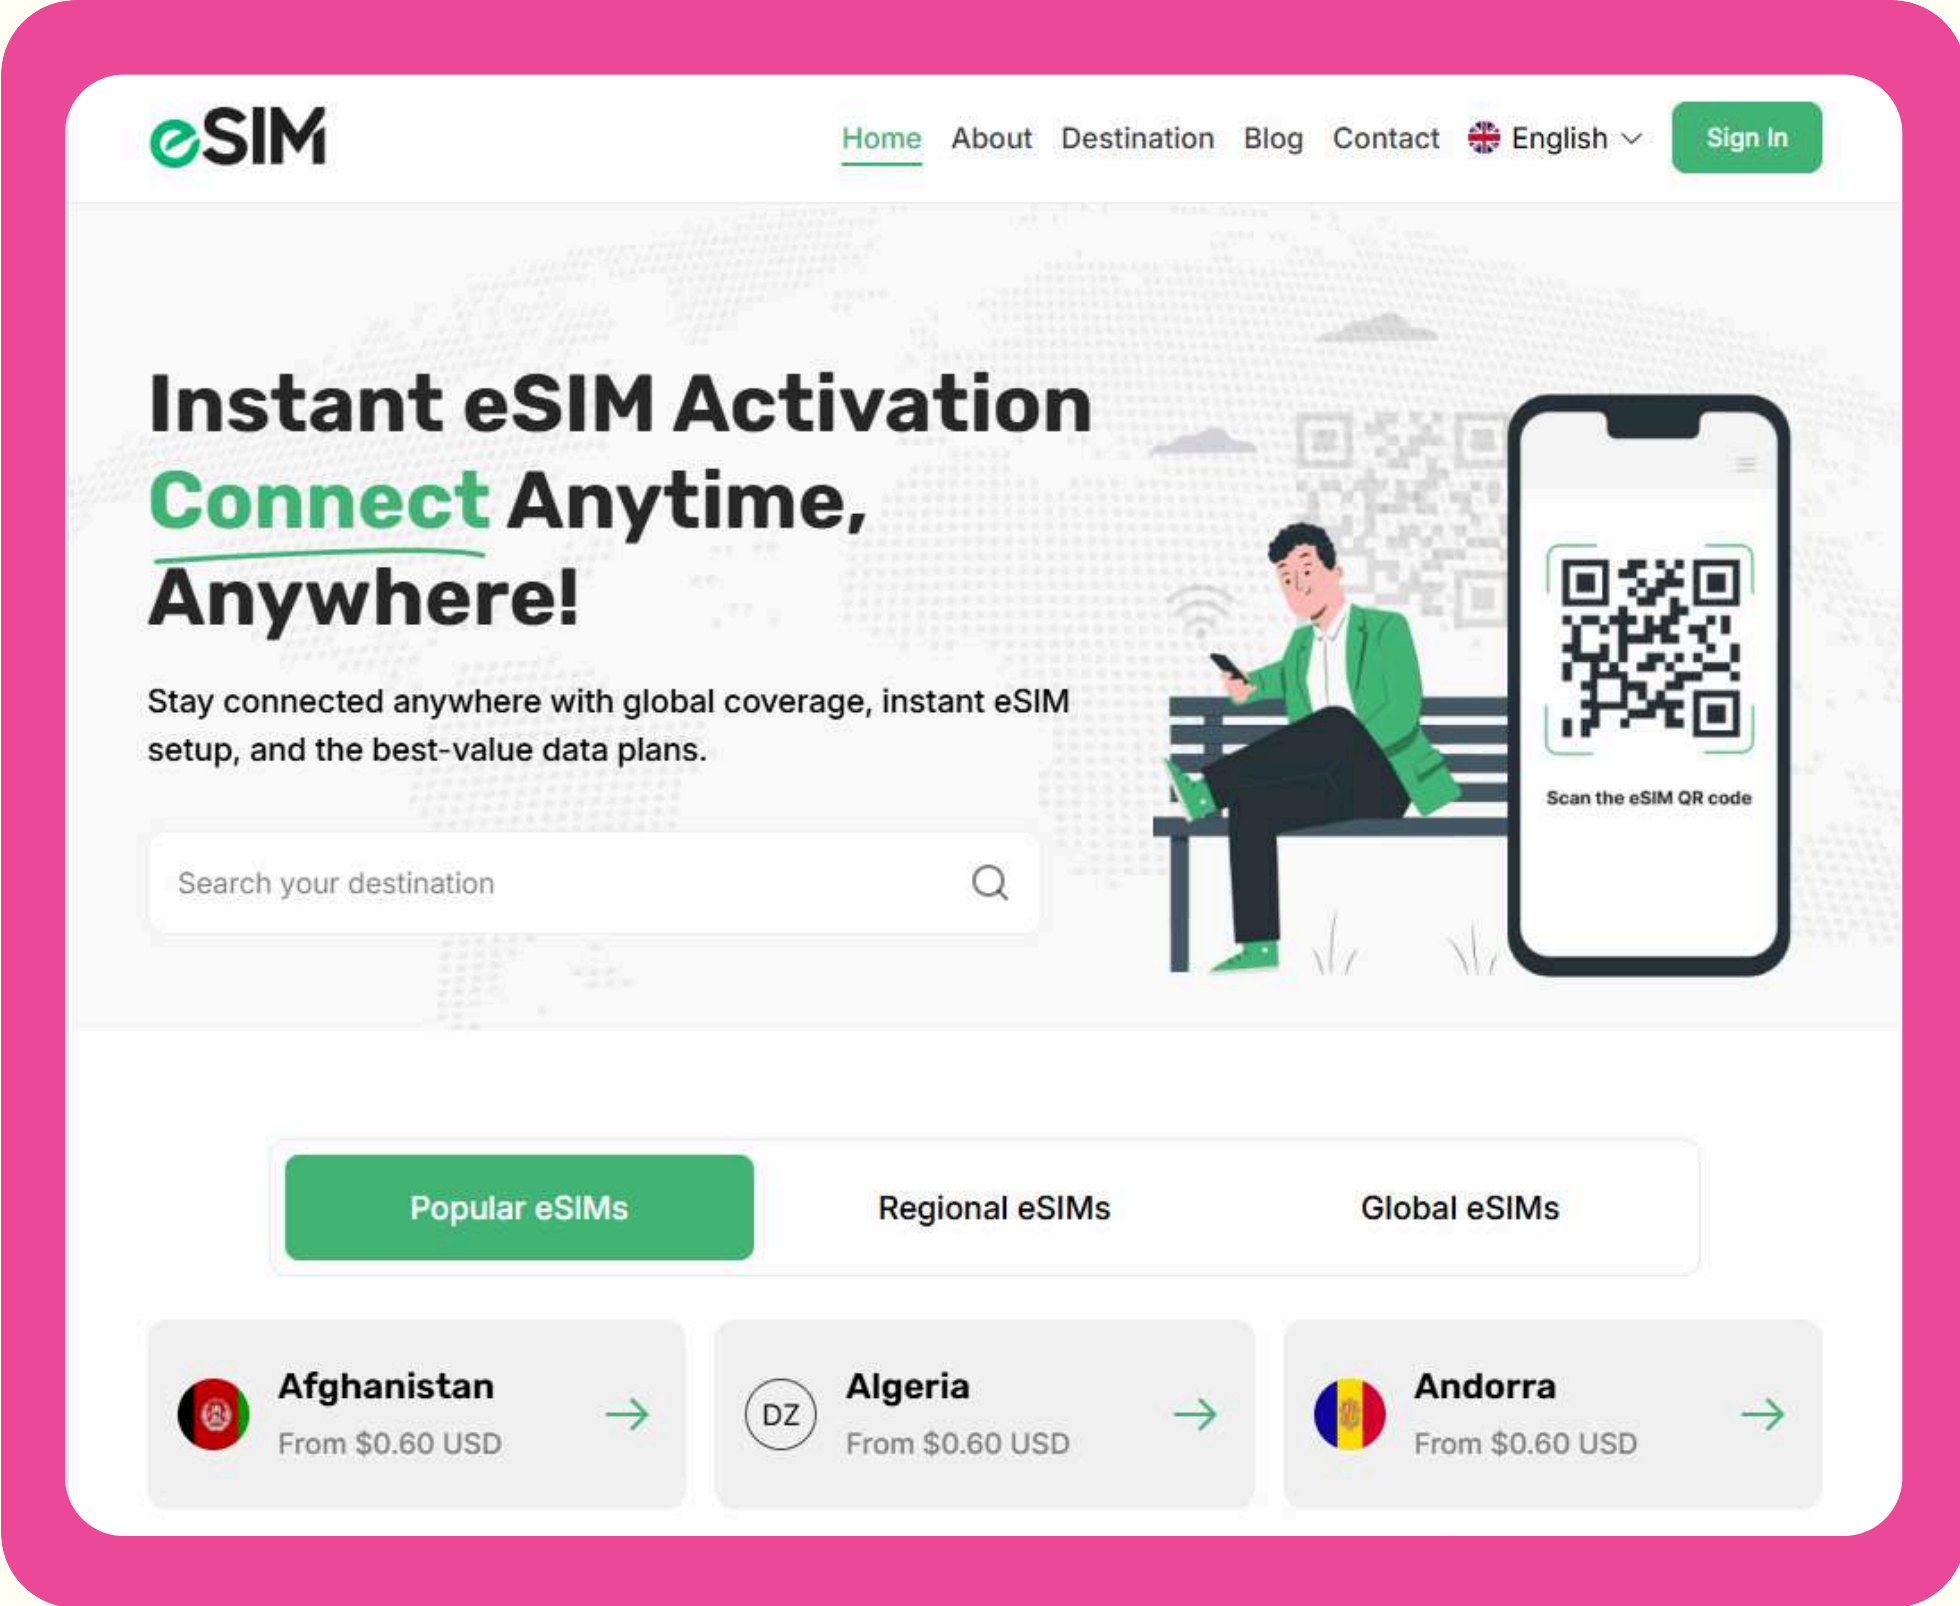 eSIM
Home About Destination Blog Contact English Sign In
Instant eSIM Activation
Connect Anytime,
Anywhere!
Stay connected anywhere with global coverage, instant eSIM
setup, and the best-value data plans.
Search your destination
Scan the eSIM QR code
Popular eSIMs Regional eSIMs Global eSIMs
Afghanistan
From $0.60 USD
DZ
Algeria
From $0.60 USD
Andorra
From $0.60 USD